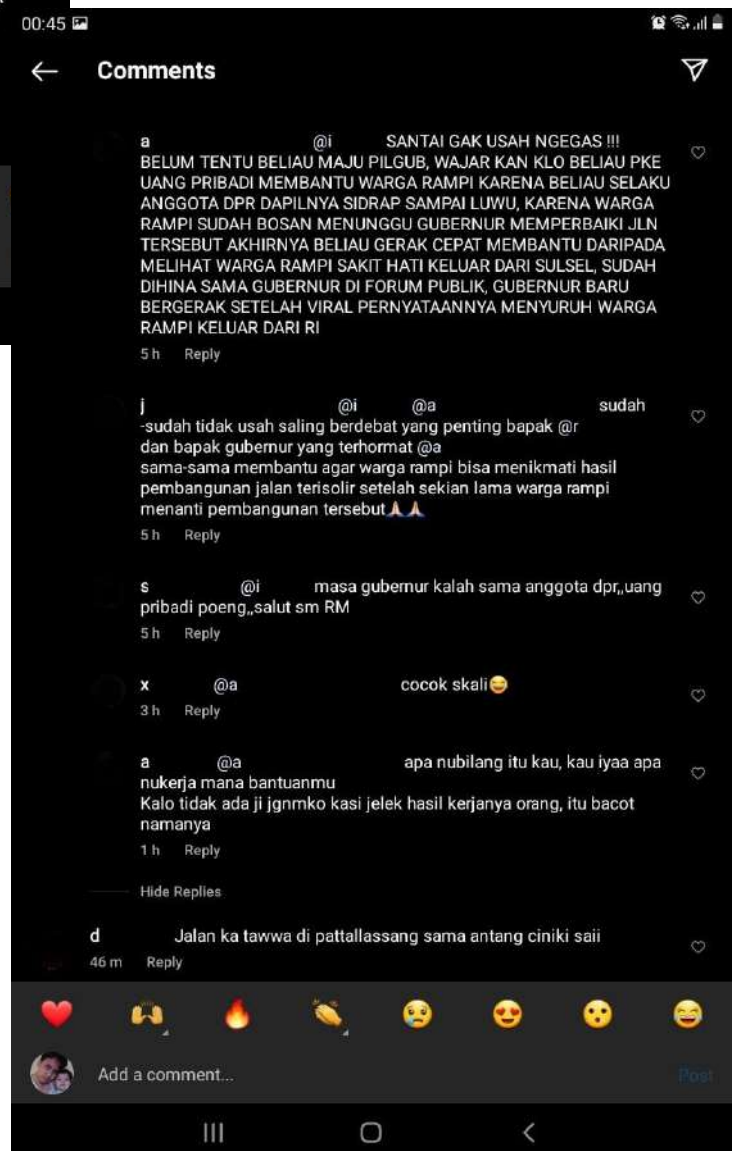 00:45
Comments
a @i SANTAI GAK USAH NGEGAS !!!
BELUM TENTU BELIAU MAJU PILGUB, WAJAR KAN KLO BELIAU PKE
UANG PRIBADI MEMBANTU WARGA RAMPI KARENA BELIAU SELAKU
ANGGOTA DPR DAPILNYA SIDRAP SAMPAI LUWU, KARENA WARGA
RAMPI SUDAH BOSAN MENUNGGU GUBERNUR MEMPERBAIKI JLN
TERSEBUT AKHIRNYA BELIAU GERAK CEPAT MEMBANTU DARIPADA
MELIHAT WARGA RAMPI SAKIT HATI KELUAR DARI SULSEL, SUDAH
DIHINA SAMA GUBERNUR DI FORUM PUBLIK, GUBERNUR BARU
BERGERAK SETELAH VIRAL PERNYATAANNYA MENYURUH WARGA
RAMPI KELUAR DARI RI
5 h Reply
j @i @a sudah
-sudah tidak usah saling berdebat yang penting bapak @r
dan bapak gubernur yang terhormat @a
sama-sama membantu agar warga rampi bisa menikmati hasil
pembangunan jalan terisolir setelah sekian lama warga rampi
menanti pembangunan tersebut🙏🙏
5 h Reply
s @i masa gubernur kalah sama anggota dpr,,uang
pribadi poeng,,salut sm RM
5 h Reply
x @a cocok skali😂
3 h Reply
a @a apa nubilang itu kau, kau iyaa apa
nukerja mana bantuanmu
Kalo tidak ada ji jgnmko kasi jelek hasil kerjanya orang, itu bacot
namanya
1 h Reply
Hide Replies
d Jalan ka tawwa di pattallassang sama antang ciniki saii
46 m Reply
Add a comment...
Post